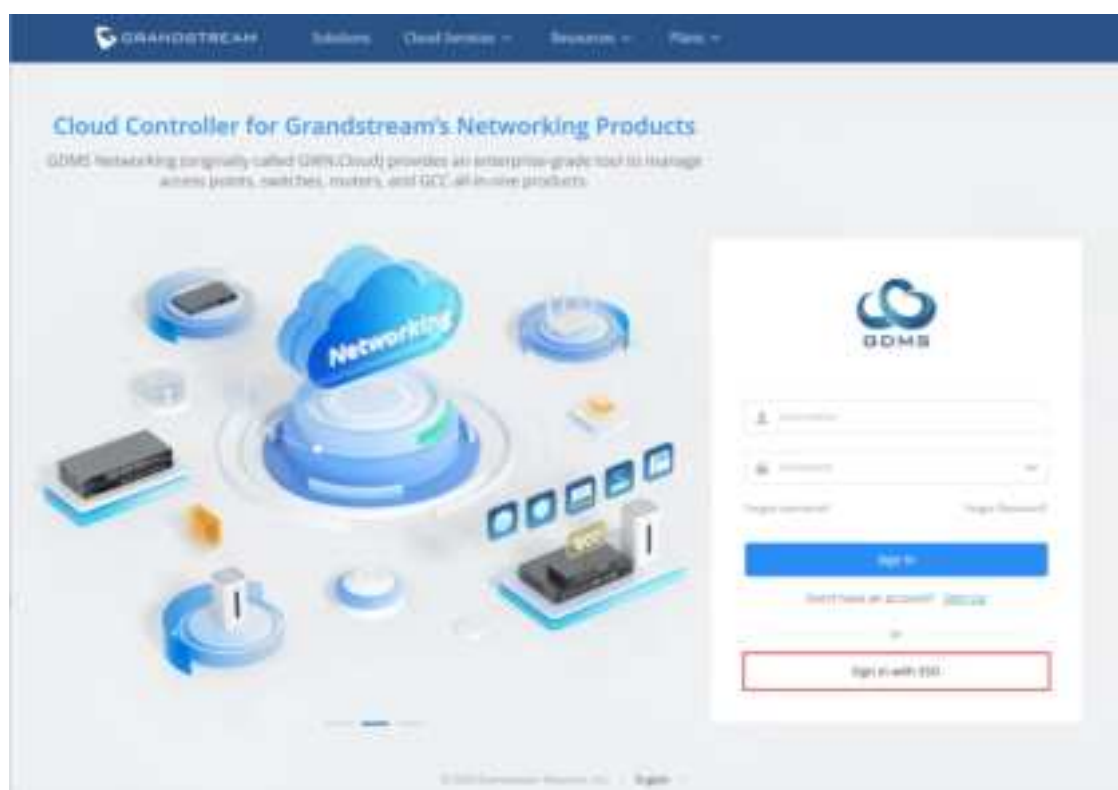 GRANDSTREAM Solutions Cloud Services Resources Plans
Cloud Controller for Grandstream's Networking Products
GDMS Networking (originally called GWN.Cloud) provides an enterprise-grade tool to manage
access points, switches, routers, and GCC all-in-one products
Networking
GDMS
Forgot Password?
Sign in
Don't have an account? Sign Up
or
Sign in with SSO
English